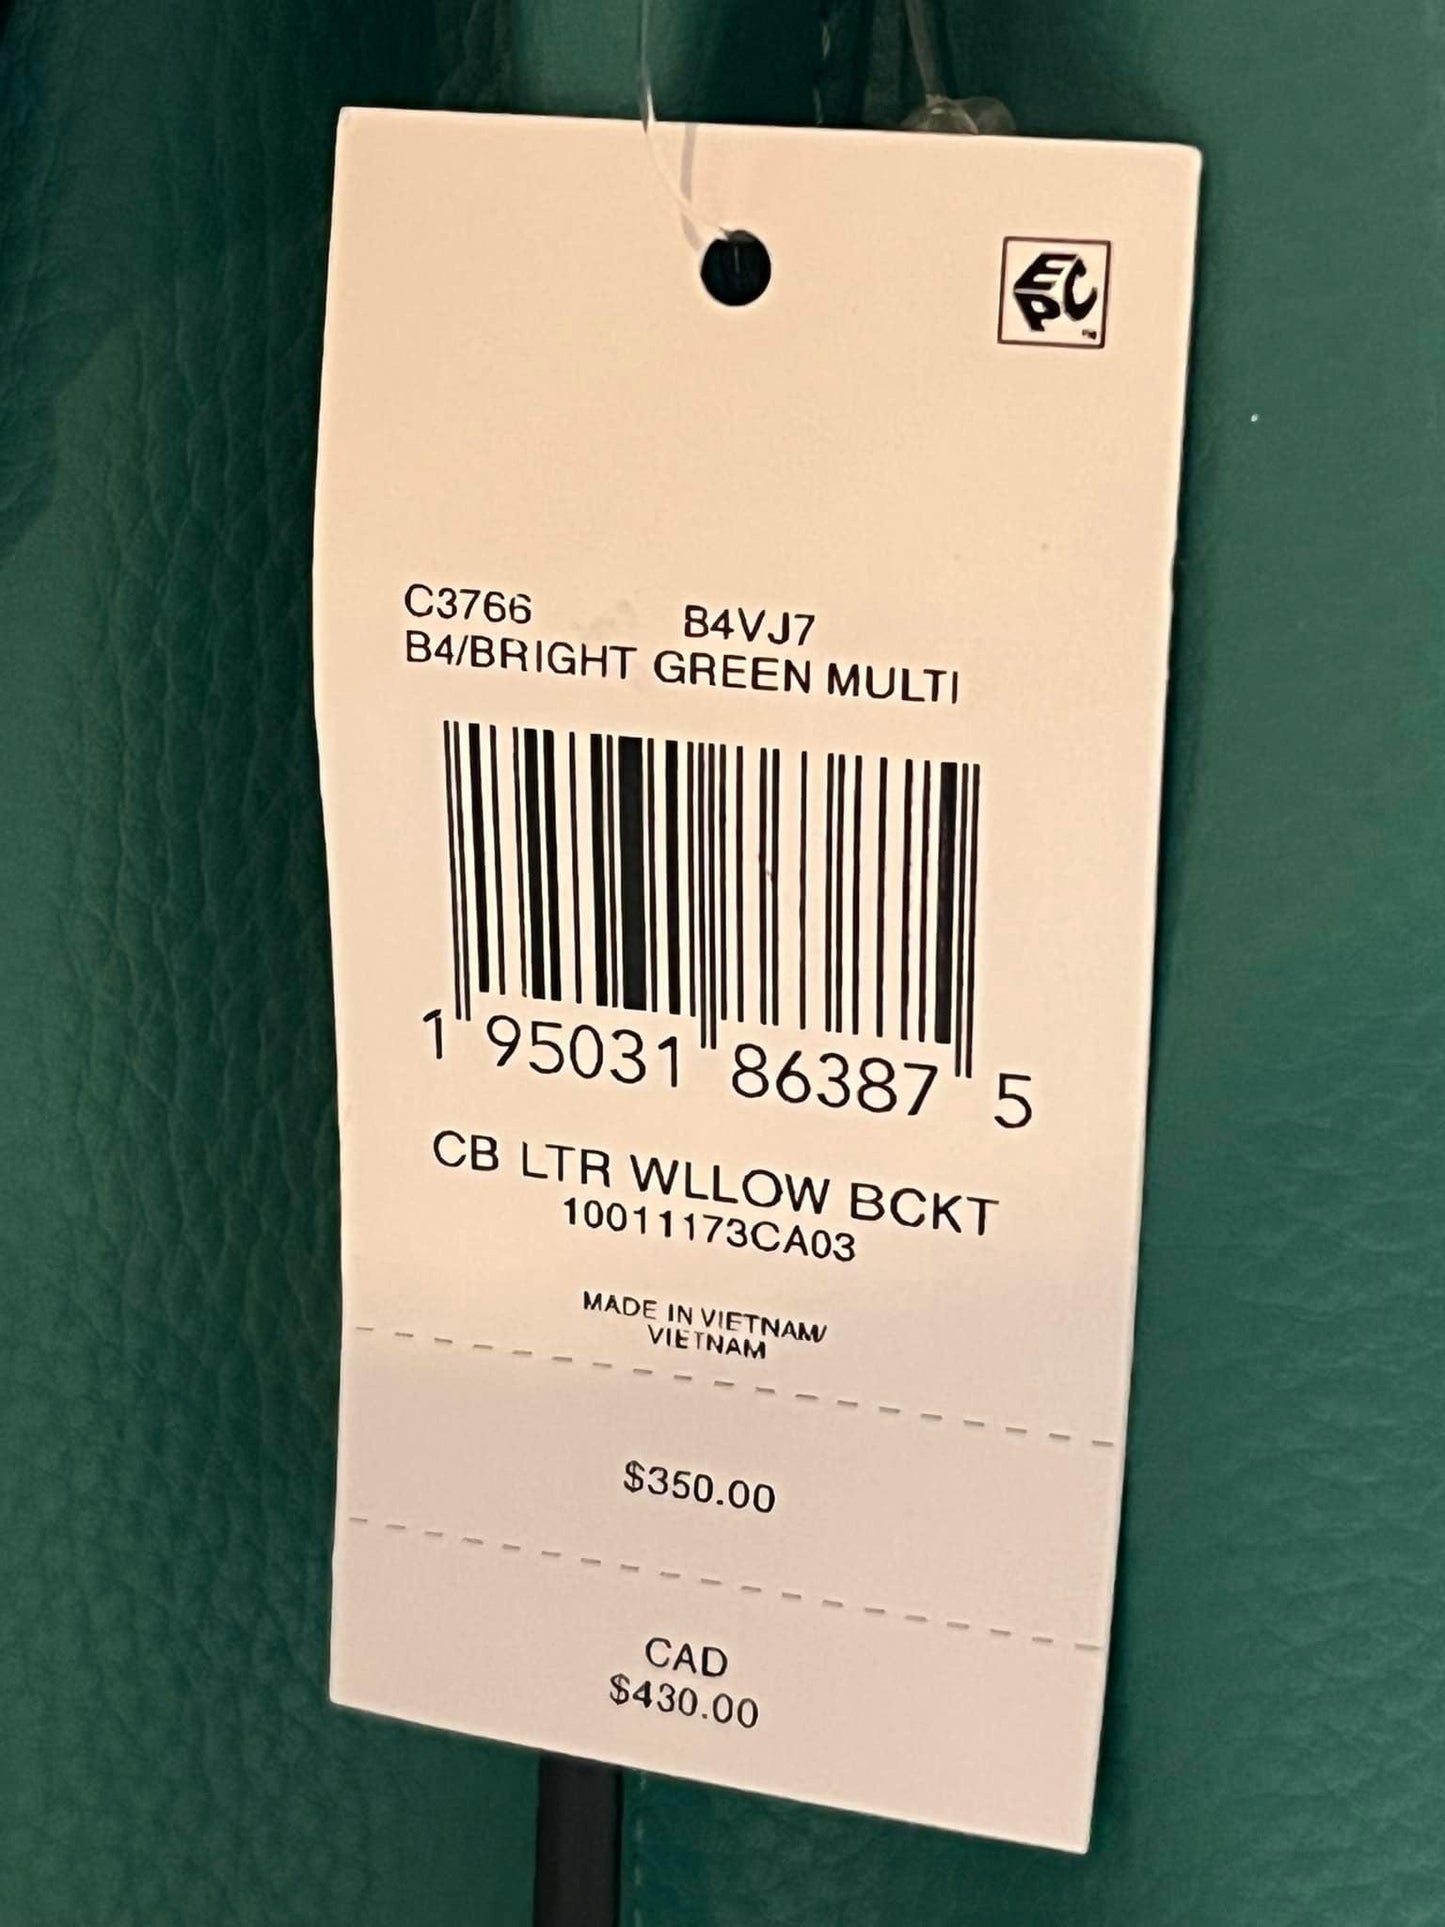 EPC
C3766 B4VJ7
B4/BRIGHT GREEN MULTI
1 95031 86387 5
CB LTR WLLOW BCKT
10011173CA03
MADE IN VIETNAM/
VIETNAM
$350.00
CAD
$430.00